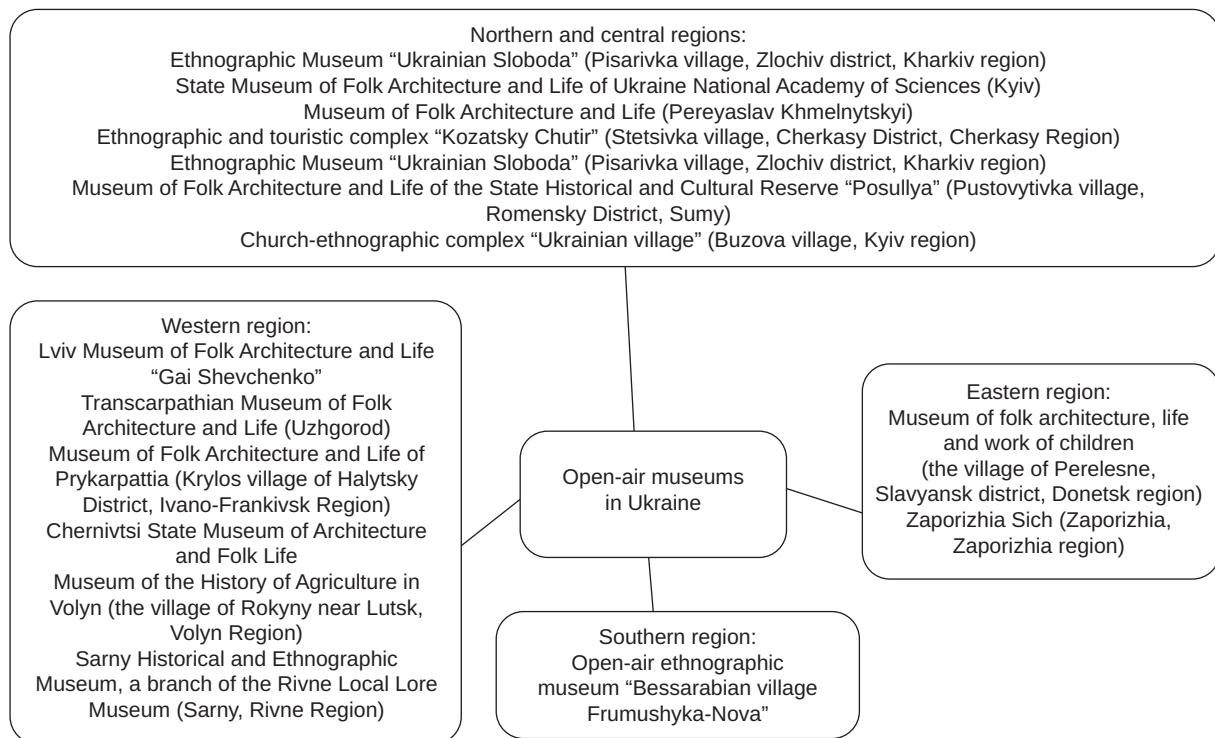 Northern and central regions:
Ethnographic Museum “Ukrainian Sloboda” (Pisarivka village, Zlochiv district, Kharkiv region)
State Museum of Folk Architecture and Life of Ukraine National Academy of Sciences (Kyiv)
Museum of Folk Architecture and Life (Pereyaslav Khmelnytskyi)
Ethnographic and touristic complex “Kozatsky Chutir” (Stetsivka village, Cherkasy District, Cherkasy Region)
Ethnographic Museum “Ukrainian Sloboda” (Pisarivka village, Zlochiv district, Kharkiv region)
Museum of Folk Architecture and Life of the State Historical and Cultural Reserve “Posullya” (Pustovytivka village,
Romensky District, Sumy)
Church-ethnographic complex “Ukrainian village” (Buzova village, Kyiv region)
Western region:
Lviv Museum of Folk Architecture and Life
“Gai Shevchenko”
Transcarpathian Museum of Folk
Architecture and Life (Uzhgorod)
Museum of Folk Architecture and Life of
Prykarpattia (Krylos village of Halytsky
District, Ivano-Frankivsk Region)
Chernivtsi State Museum of Architecture
and Folk Life
Museum of the History of Agriculture in
Volyn (the village of Rokyny near Lutsk,
Volyn Region)
Sarny Historical and Ethnographic
Museum, a branch of the Rivne Local Lore
Museum (Sarny, Rivne Region)
Open-air museums
in Ukraine
Eastern region:
Museum of folk architecture, life
and work of children
(the village of Perelesne,
Slavyansk district, Donetsk region)
Zaporizhia Sich (Zaporizhia,
Zaporizhia region)
Southern region:
Open-air ethnographic
museum “Bessarabian village
Frumushyka-Nova”